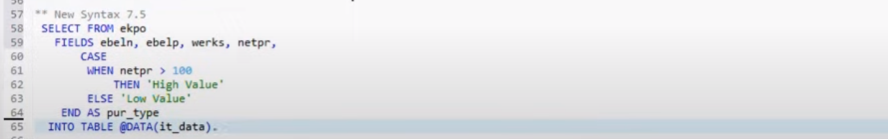 57 ** New Syntax 7.5
58 SELECT FROM ekpo
59 FIELDS ebeln, ebelp, werks, netpr,
60 CASE
61 WHEN netpr > 100
62 THEN 'High Value'
63 ELSE 'Low Value'
64 END AS pur_type
65 INTO TABLE @DATA(it_data).